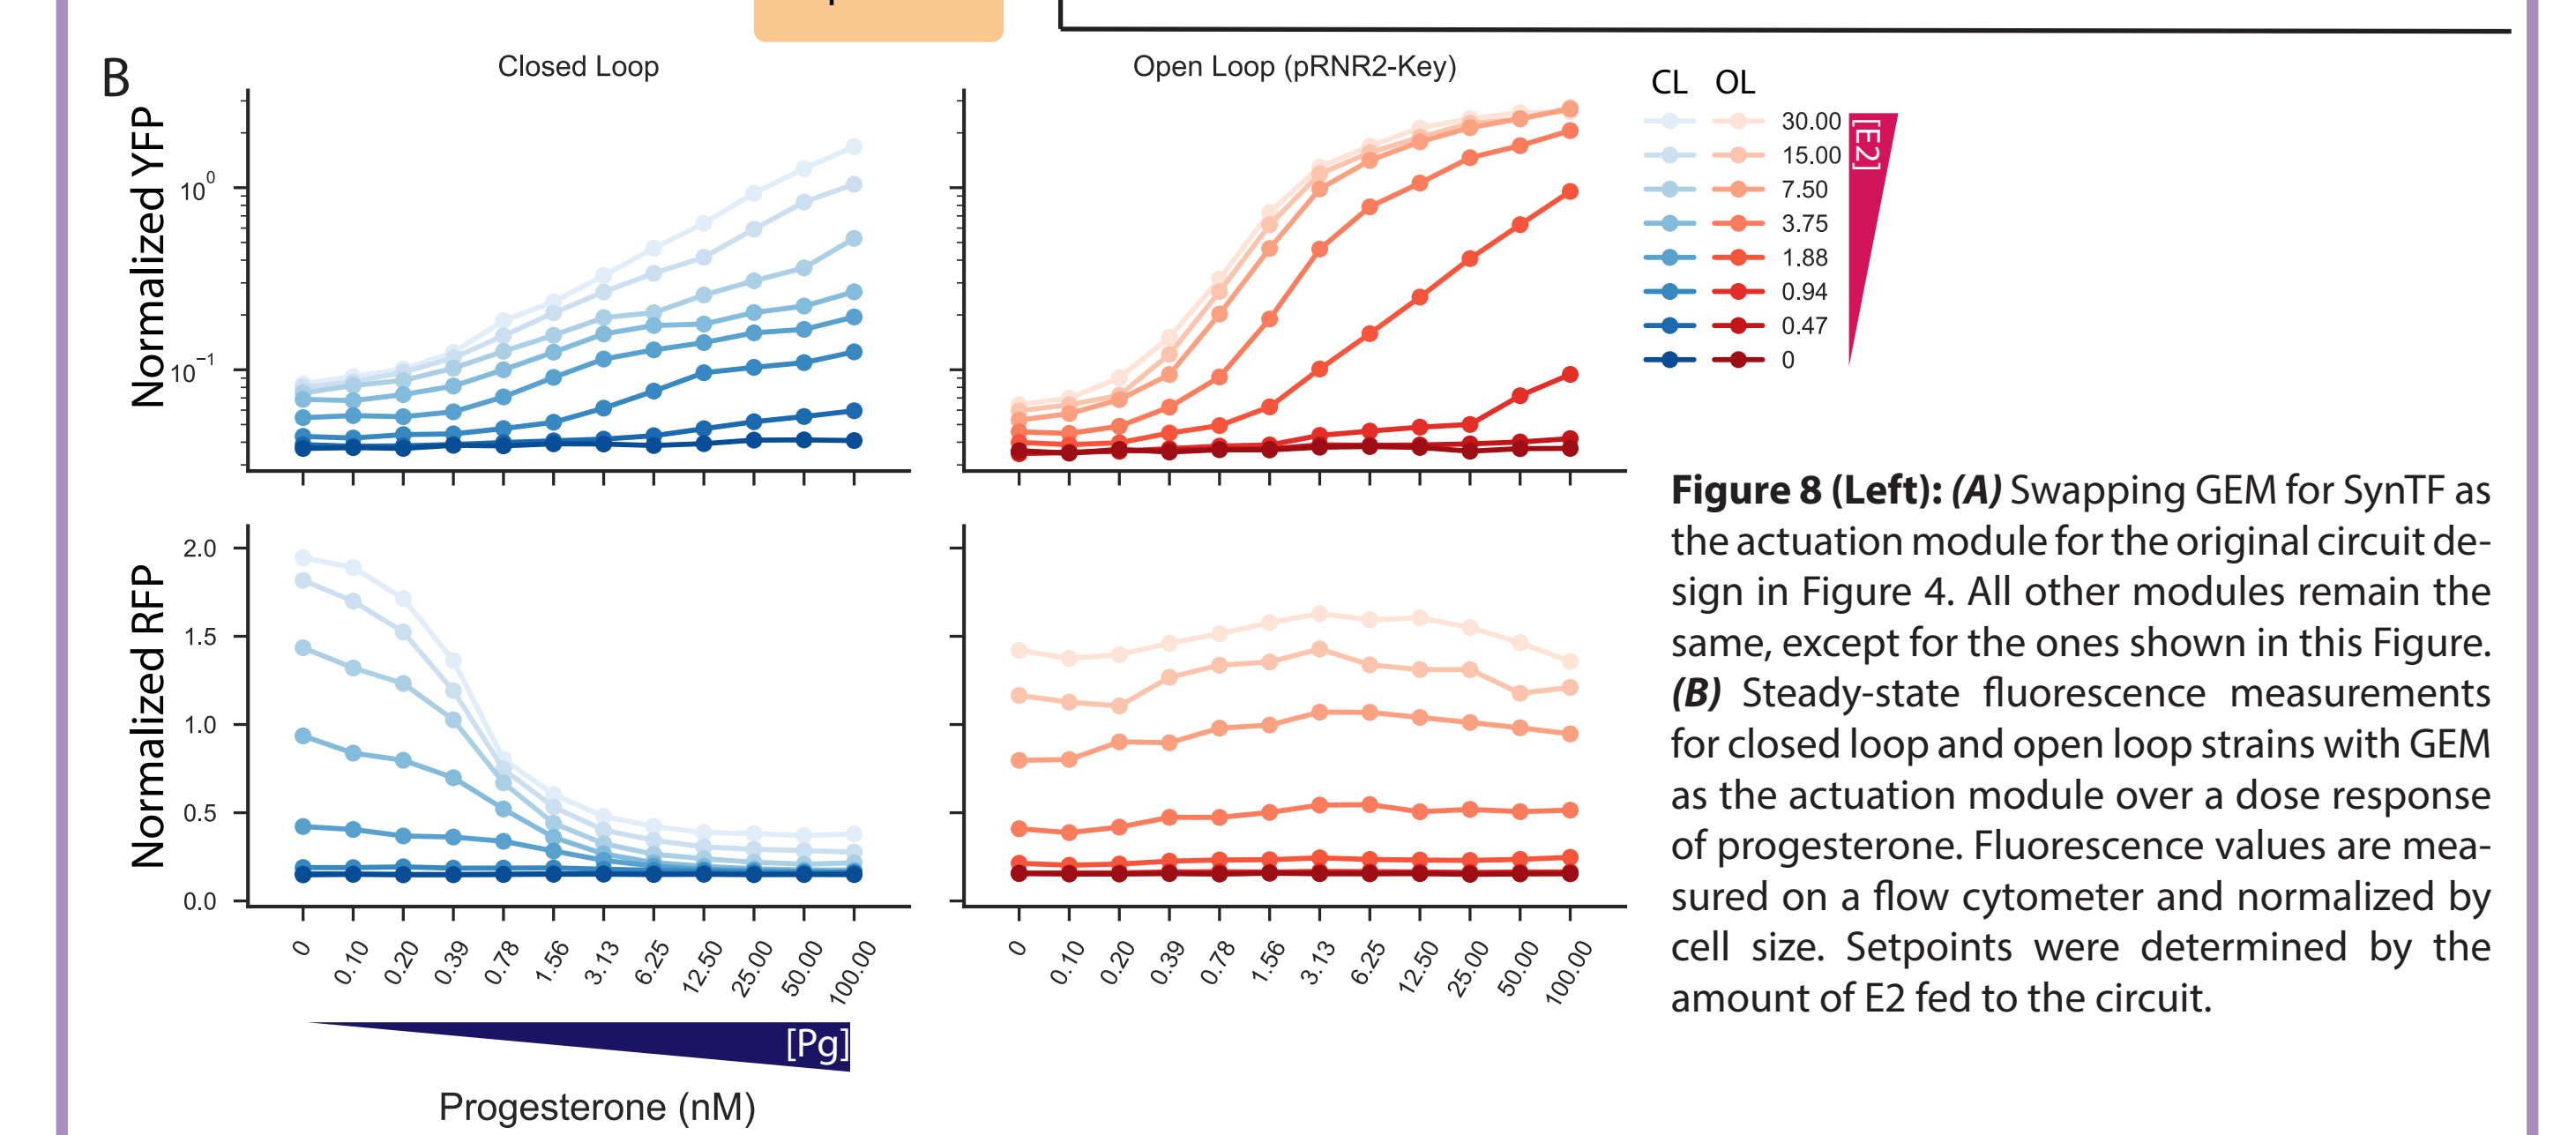 B
Closed Loop
Open Loop (pRNR2-Key)
CL OL
Normalized YFP
10⁰
10⁻¹
30.00
15.00
7.50
3.75
1.88
0.94
0.47
0
[E2]
Normalized RFP
2.0
1.5
1.0
0.5
0.0
0 0.10 0.20 0.39 0.78 1.56 3.13 6.25 12.50 25.00 50.00 100.00
0 0.10 0.20 0.39 0.78 1.56 3.13 6.25 12.50 25.00 50.00 100.00
[Pg]
Progesterone (nM)
Figure 8 (Left): (A) Swapping GEM for SynTF as
the actuation module for the original circuit de-
sign in Figure 4. All other modules remain the
same, except for the ones shown in this Figure.
(B) Steady-state fluorescence measurements
for closed loop and open loop strains with GEM
as the actuation module over a dose response
of progesterone. Fluorescence values are mea-
sured on a flow cytometer and normalized by
cell size. Setpoints were determined by the
amount of E2 fed to the circuit.